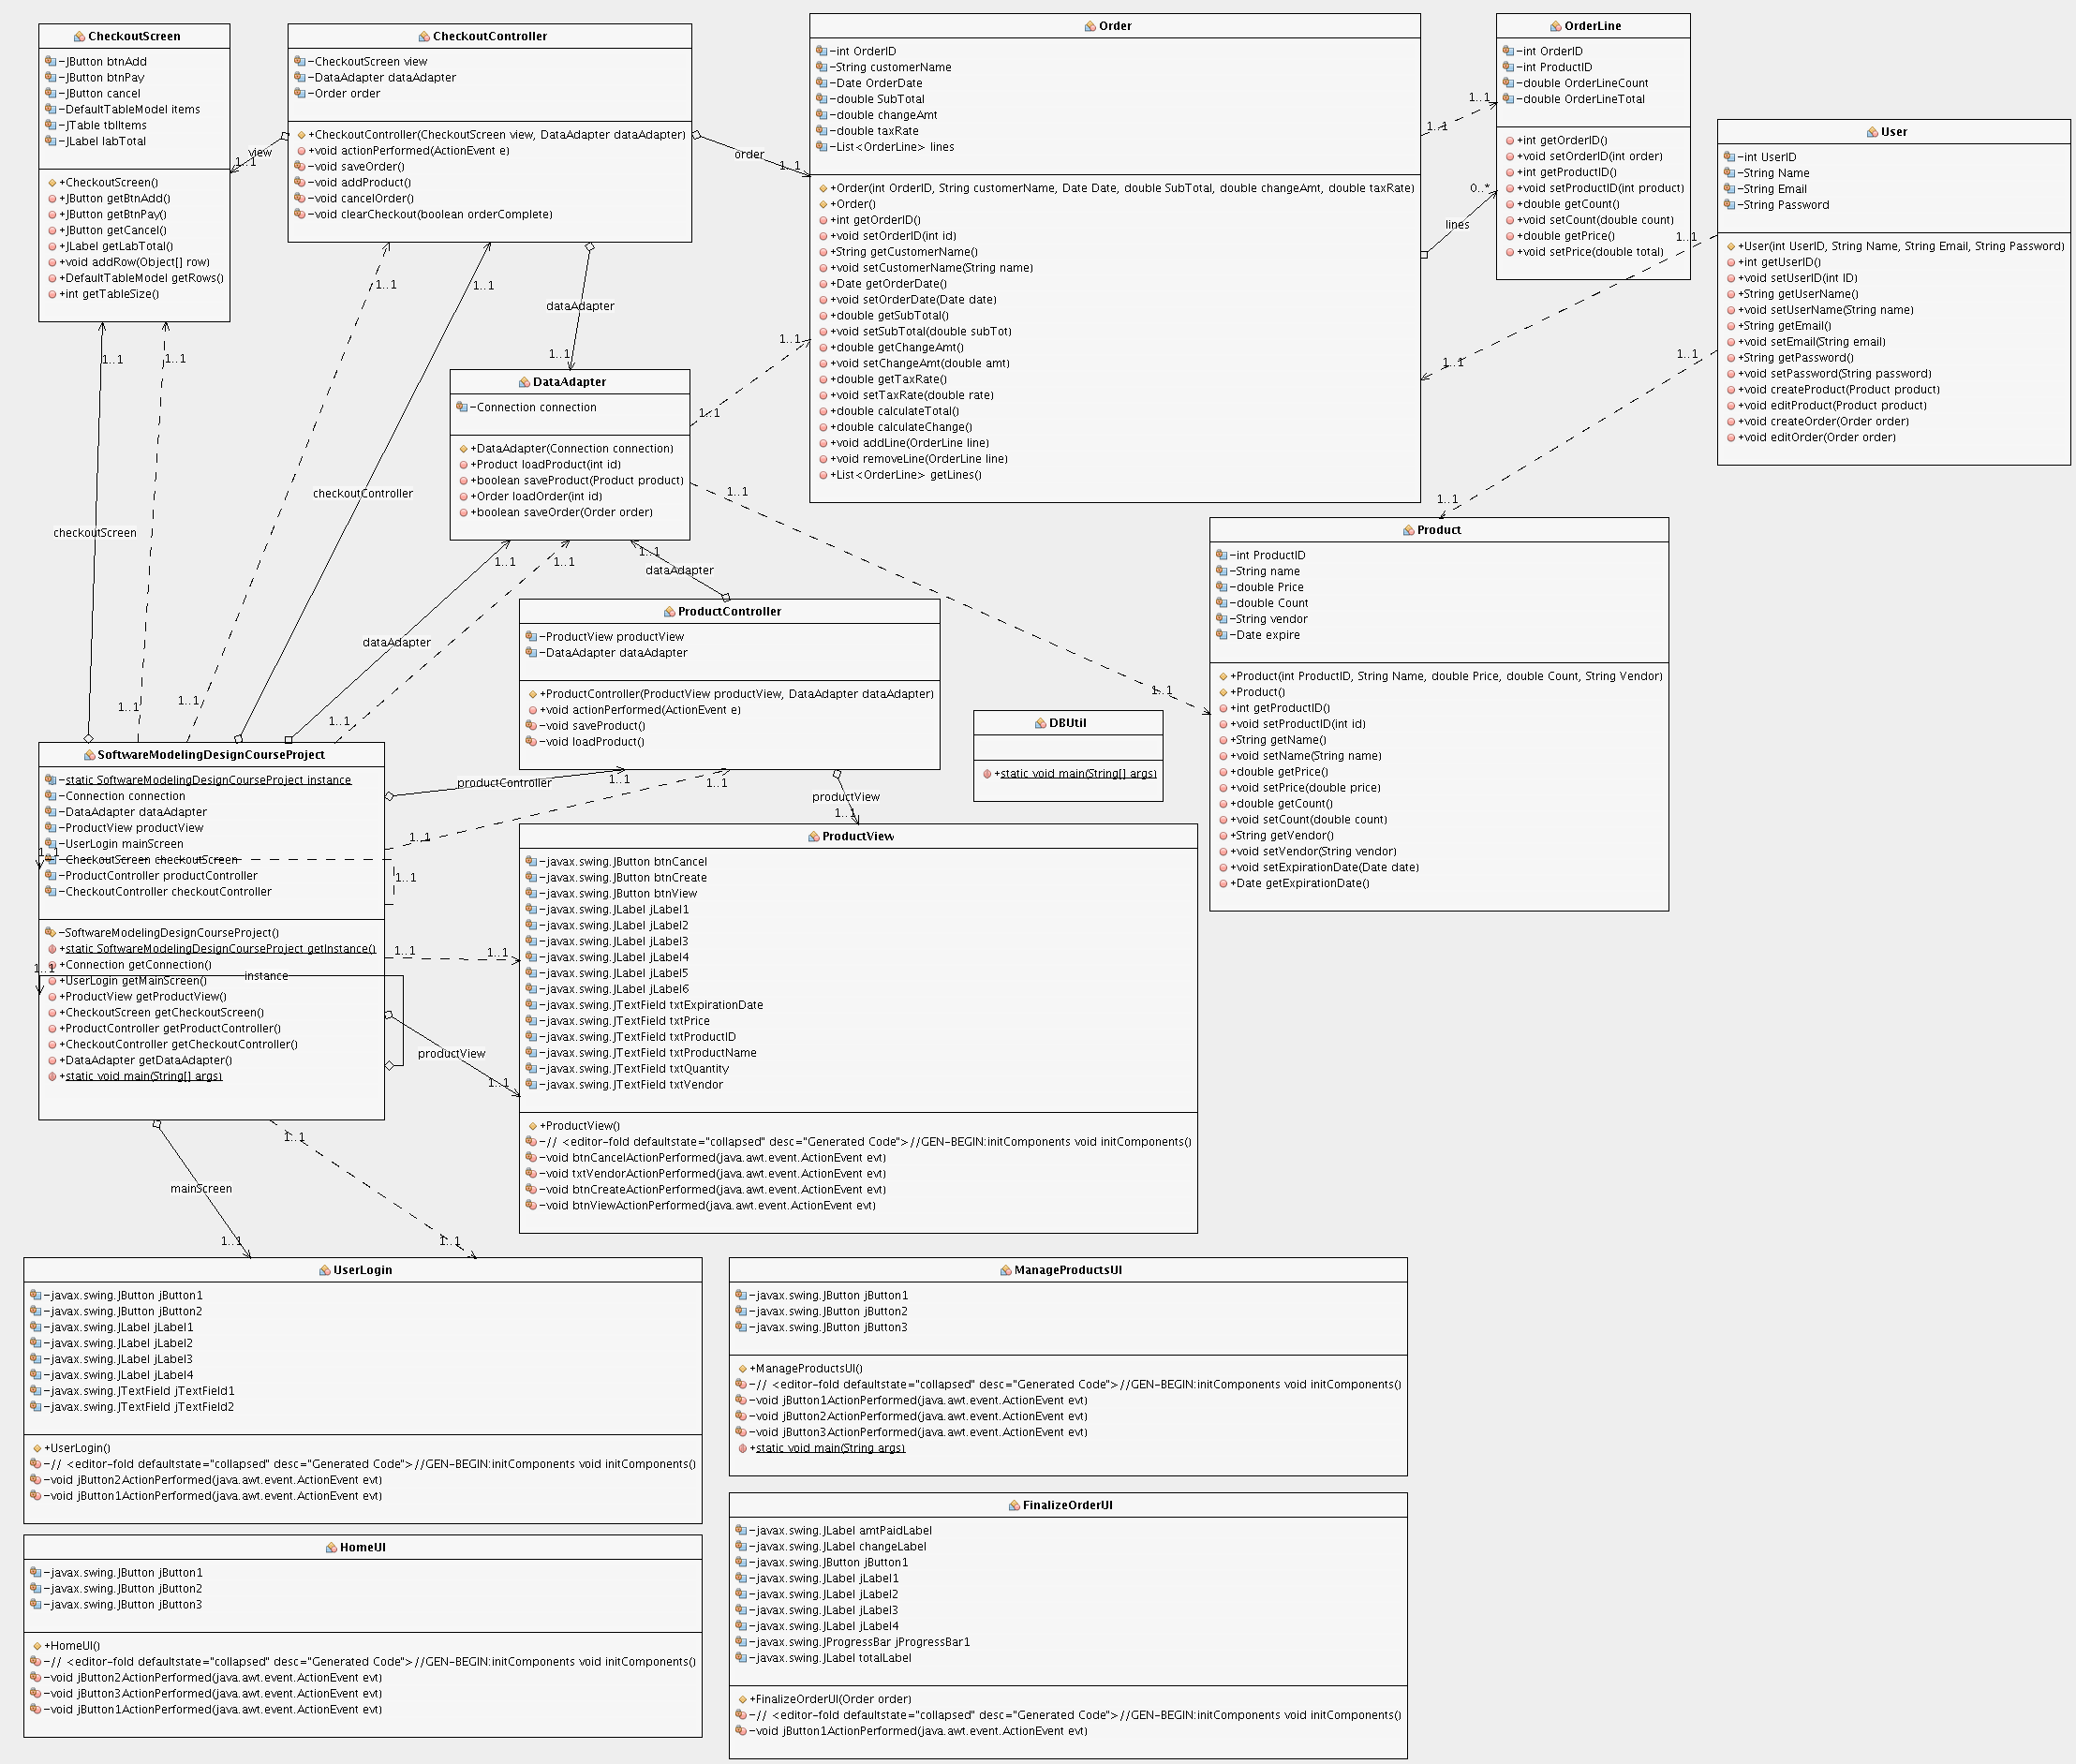 CheckoutScreen
-JButton btnAdd
-JButton btnPay
-JButton cancel
-DefaultTableModel items
-JTable tblItems
-JLabel labTotal
+CheckoutScreen()
+JButton getBtnAdd()
+JButton getBtnPay()
+JButton getCancel()
+JLabel getLabTotal()
+void addRow(Object[] row)
+DefaultTableModel getRows()
+int getTableSize()
CheckoutController
-CheckoutScreen view
-DataAdapter dataAdapter
-Order order
+CheckoutController(CheckoutScreen view, DataAdapter dataAdapter)
+void actionPerformed(ActionEvent e)
-void saveOrder()
-void addProduct()
-void cancelOrder()
-void clearCheckout(boolean orderComplete)
Order
-int OrderID
-String customerName
-Date OrderDate
-double SubTotal
-double changeAmt
-double taxRate
-List<OrderLine> lines
+Order(int OrderID, String customerName, Date Date, double SubTotal, double changeAmt, double taxRate)
+Order()
+int getOrderID()
+void setOrderID(int id)
+String getCustomerName()
+void setCustomerName(String name)
+Date getOrderDate()
+void setOrderDate(Date date)
+double getSubTotal()
+void setSubTotal(double subTot)
+double getChangeAmt()
+void setChangeAmt(double amt)
+double getTaxRate()
+void setTaxRate(double rate)
+double calculateTotal()
+double calculateChange()
+void addLine(OrderLine line)
+void removeLine(OrderLine line)
+List<OrderLine> getLines()
OrderLine
-int OrderID
-int ProductID
-double OrderLineCount
-double OrderLineTotal
+int getOrderID()
+void setOrderID(int order)
+int getProductID()
+void setProductID(int product)
+double getCount()
+void setCount(double count)
+double getPrice()
+void setPrice(double total)
User
-int UserID
-String Name
-String Email
-String Password
+User(int UserID, String Name, String Email, String Password)
+int getUserID()
+void setUserID(int ID)
+String getUserName()
+void setUserName(String name)
+String getEmail()
+void setEmail(String email)
+String getPassword()
+void setPassword(String password)
+void createProduct(Product product)
+void editProduct(Product product)
+void createOrder(Order order)
+void editOrder(Order order)
view
1..1
order
1..1
1..1
1..1
0..*
lines
1..1
1..1
1..1
1..1
1..1
1..1
dataAdapter
1..1
1..1
1..1
1..1
1..1
DataAdapter
-Connection connection
+DataAdapter(Connection connection)
+Product loadProduct(int id)
+boolean saveProduct(Product product)
+Order loadOrder(int id)
+boolean saveOrder(Order order)
1..1
1..1
checkoutController
checkoutScreen
1..1
1..1
1..1
dataAdapter
dataAdapter
1..1
1..1
1..1
ProductController
-ProductView productView
-DataAdapter dataAdapter
+ProductController(ProductView productView, DataAdapter dataAdapter)
+void actionPerformed(ActionEvent e)
-void saveProduct()
-void loadProduct()
Product
-int ProductID
-String name
-double Price
-double Count
-String vendor
-Date expire
+Product(int ProductID, String Name, double Price, double Count, String Vendor)
+Product()
+int getProductID()
+void setProductID(int id)
+String getName()
+void setName(String name)
+double getPrice()
+void setPrice(double price)
+double getCount()
+void setCount(double count)
+String getVendor()
+void setVendor(String vendor)
+void setExpirationDate(Date date)
+Date getExpirationDate()
DBUtil
+static void main(String[] args)
SoftwareModelingDesignCourseProject
-static SoftwareModelingDesignCourseProject instance
-Connection connection
-DataAdapter dataAdapter
-ProductView productView
-UserLogin mainScreen
-CheckoutScreen checkoutScreen
-ProductController productController
-CheckoutController checkoutController
-SoftwareModelingDesignCourseProject()
+static SoftwareModelingDesignCourseProject getInstance()
+Connection getConnection()
+UserLogin getMainScreen()
+ProductView getProductView()
+CheckoutScreen getCheckoutScreen()
+ProductController getProductController()
+CheckoutController getCheckoutController()
+DataAdapter getDataAdapter()
+static void main(String[] args)
productController
1..1
1..1
1..1
productView
1..1
1..1
1..1
1..1
1..1
1..1
instance
productView
1..1
ProductView
-javax.swing.JButton btnCancel
-javax.swing.JButton btnCreate
-javax.swing.JButton btnView
-javax.swing.JLabel jLabel1
-javax.swing.JLabel jLabel2
-javax.swing.JLabel jLabel3
-javax.swing.JLabel jLabel4
-javax.swing.JLabel jLabel5
-javax.swing.JLabel jLabel6
-javax.swing.JTextField txtExpirationDate
-javax.swing.JTextField txtPrice
-javax.swing.JTextField txtProductID
-javax.swing.JTextField txtProductName
-javax.swing.JTextField txtQuantity
-javax.swing.JTextField txtVendor
+ProductView()
-// <editor-fold defaultstate="collapsed" desc="Generated Code">//GEN-BEGIN:initComponents void initComponents()
-void btnCancelActionPerformed(java.awt.event.ActionEvent evt)
-void txtVendorActionPerformed(java.awt.event.ActionEvent evt)
-void btnCreateActionPerformed(java.awt.event.ActionEvent evt)
-void btnViewActionPerformed(java.awt.event.ActionEvent evt)
1..1
mainScreen
1..1
1..1
UserLogin
-javax.swing.JButton jButton1
-javax.swing.JButton jButton2
-javax.swing.JLabel jLabel1
-javax.swing.JLabel jLabel2
-javax.swing.JLabel jLabel3
-javax.swing.JLabel jLabel4
-javax.swing.JTextField jTextField1
-javax.swing.JTextField jTextField2
+UserLogin()
-// <editor-fold defaultstate="collapsed" desc="Generated Code">//GEN-BEGIN:initComponents void initComponents()
-void jButton2ActionPerformed(java.awt.event.ActionEvent evt)
-void jButton1ActionPerformed(java.awt.event.ActionEvent evt)
ManageProductsUI
-javax.swing.JButton jButton1
-javax.swing.JButton jButton2
-javax.swing.JButton jButton3
+ManageProductsUI()
-// <editor-fold defaultstate="collapsed" desc="Generated Code">//GEN-BEGIN:initComponents void initComponents()
-void jButton1ActionPerformed(java.awt.event.ActionEvent evt)
-void jButton2ActionPerformed(java.awt.event.ActionEvent evt)
-void jButton3ActionPerformed(java.awt.event.ActionEvent evt)
+static void main(String args)
HomeUI
-javax.swing.JButton jButton1
-javax.swing.JButton jButton2
-javax.swing.JButton jButton3
+HomeUI()
-// <editor-fold defaultstate="collapsed" desc="Generated Code">//GEN-BEGIN:initComponents void initComponents()
-void jButton2ActionPerformed(java.awt.event.ActionEvent evt)
-void jButton3ActionPerformed(java.awt.event.ActionEvent evt)
-void jButton1ActionPerformed(java.awt.event.ActionEvent evt)
FinalizeOrderUI
-javax.swing.JLabel amtPaidLabel
-javax.swing.JLabel changeLabel
-javax.swing.JButton jButton1
-javax.swing.JLabel jLabel1
-javax.swing.JLabel jLabel2
-javax.swing.JLabel jLabel3
-javax.swing.JLabel jLabel4
-javax.swing.JProgressBar jProgressBar1
-javax.swing.JLabel totalLabel
+FinalizeOrderUI(Order order)
-// <editor-fold defaultstate="collapsed" desc="Generated Code">//GEN-BEGIN:initComponents void initComponents()
-void jButton1ActionPerformed(java.awt.event.ActionEvent evt)